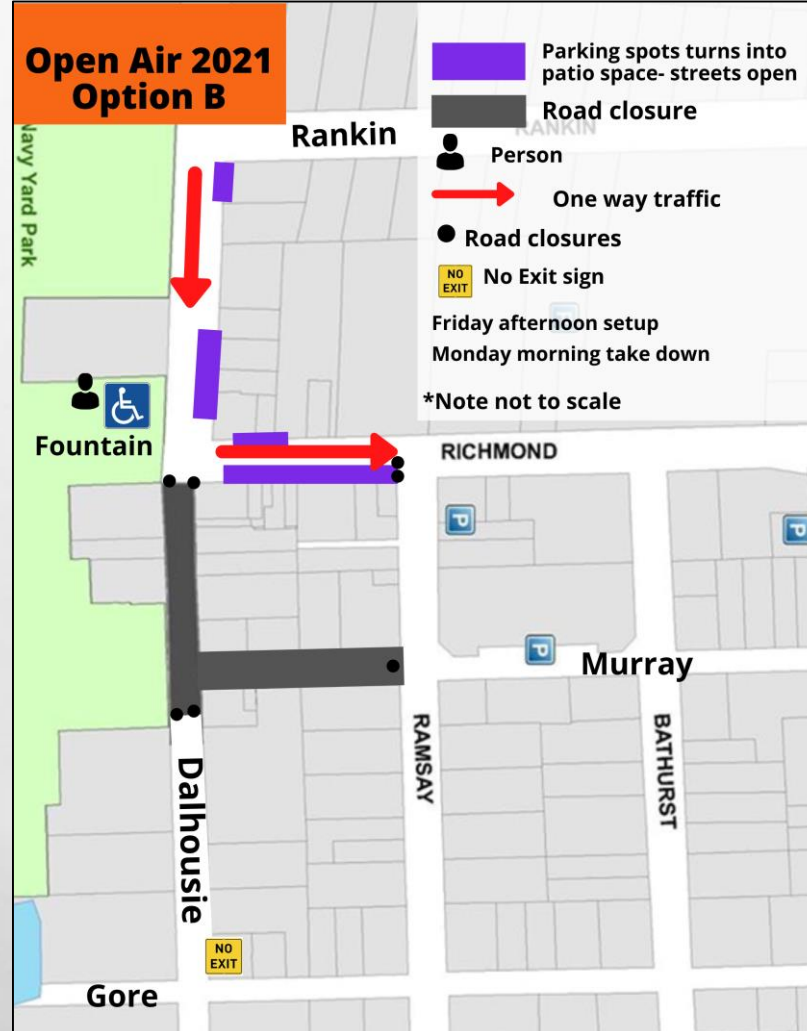 Open Air 2021
Option B
Parking spots turns into
patio space- streets open
Road closure
Rankin
RANKIN
Person
One way traffic
Road closures
NO
EXIT
No Exit sign
Friday afternoon setup
Monday morning take down
*Note not to scale
Navy Yard Park
Fountain
RICHMOND
P
P
P
P
Murray
RAMSAY
BATHURST
Dalhousie
NO
EXIT
Gore